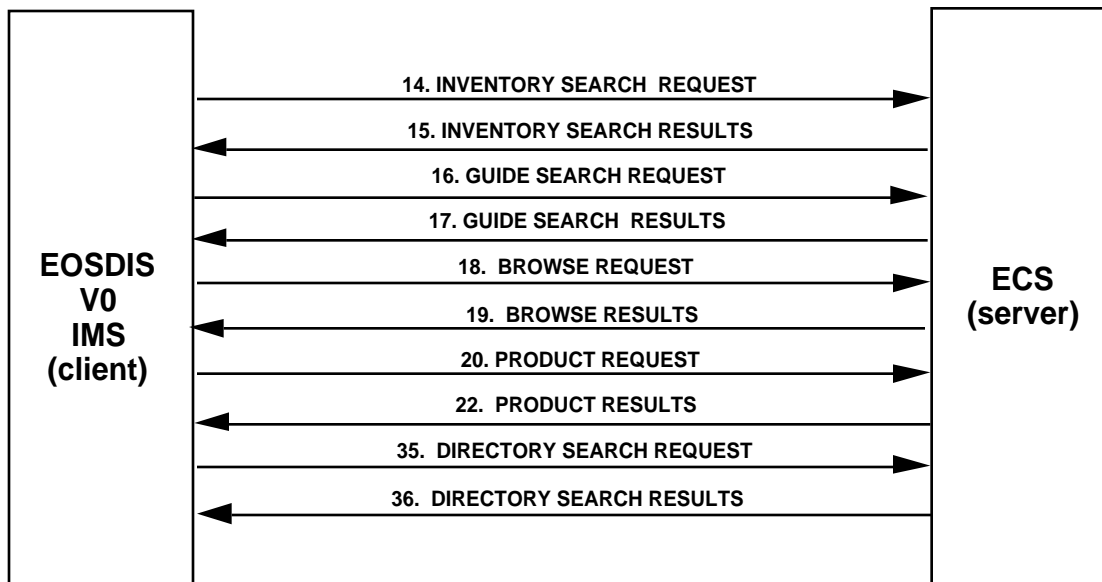 14. INVENTORY SEARCH REQUEST
15. INVENTORY SEARCH RESULTS
16. GUIDE SEARCH REQUEST
17. GUIDE SEARCH RESULTS
18. BROWSE REQUEST
19. BROWSE RESULTS
20. PRODUCT REQUEST
22. PRODUCT RESULTS
35. DIRECTORY SEARCH REQUEST
36. DIRECTORY SEARCH RESULTS
EOSDIS
V0
IMS
(client)
ECS
(server)